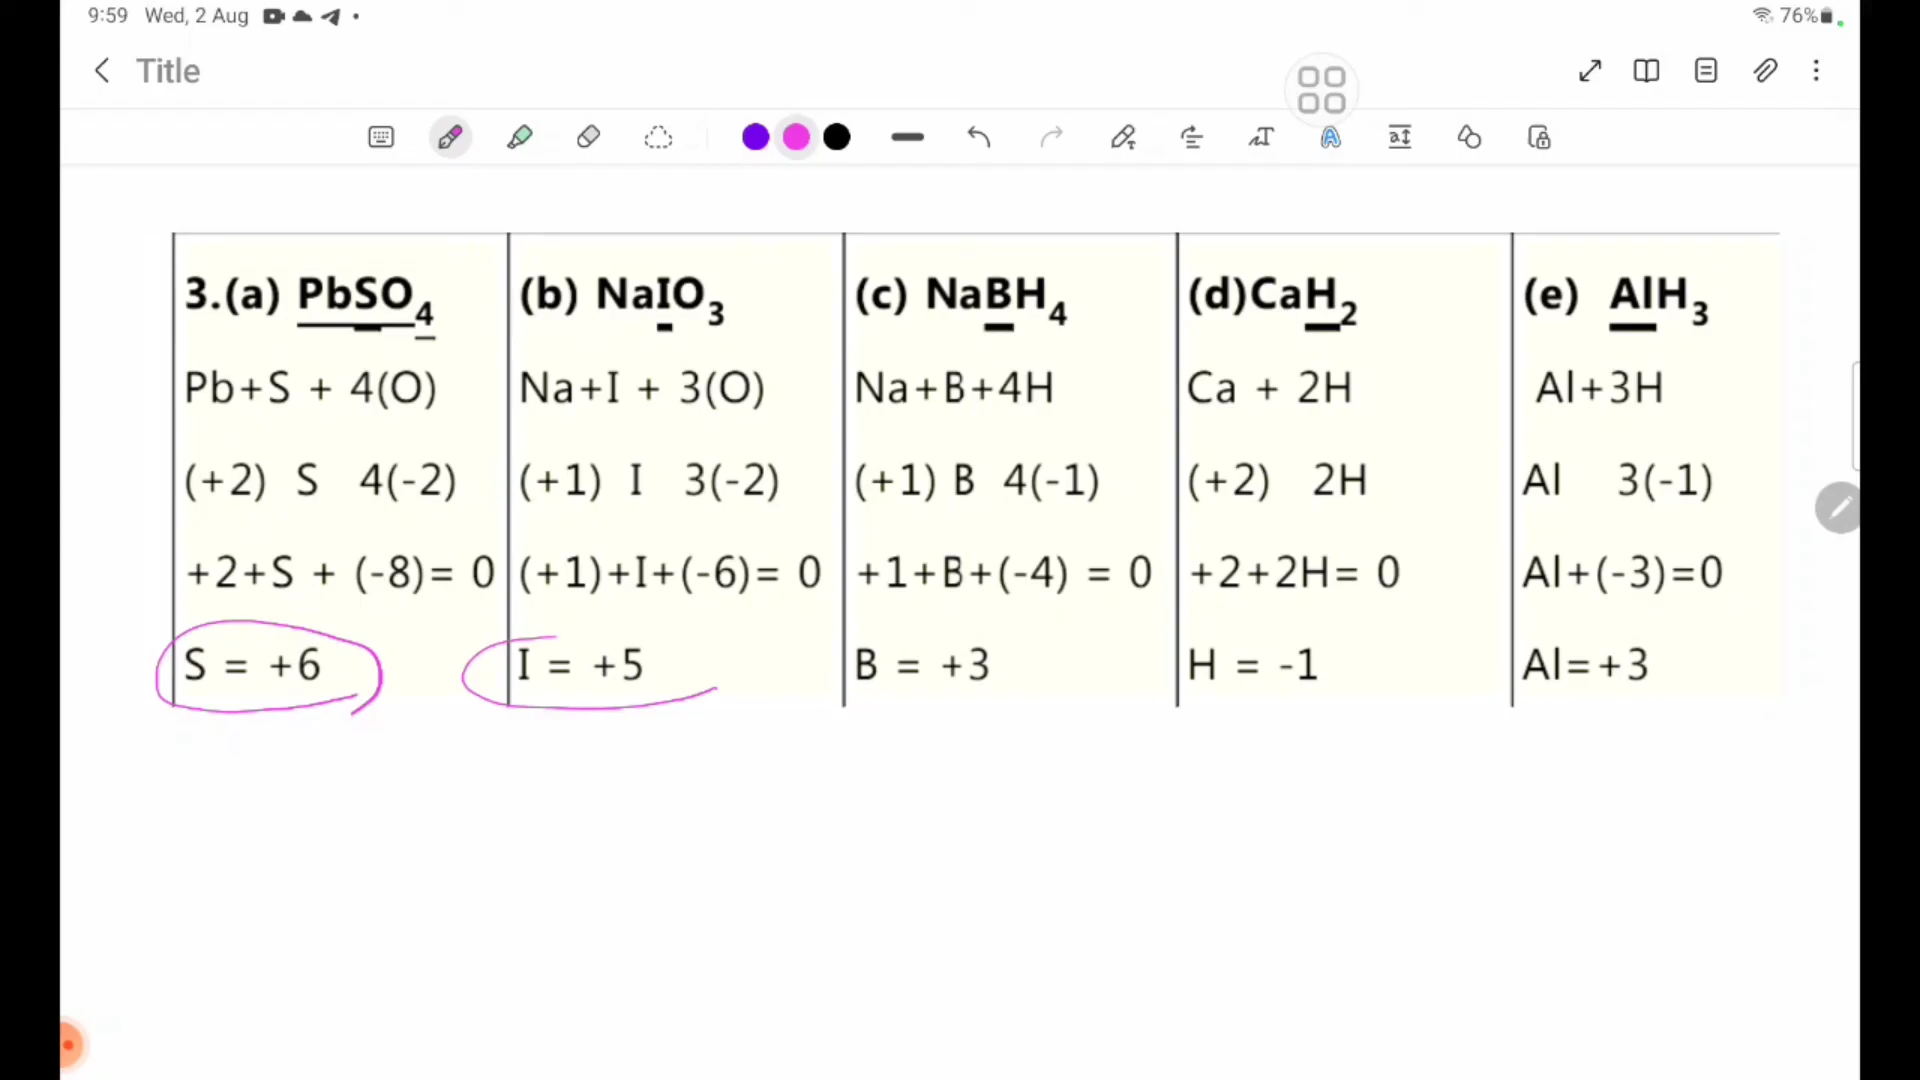 9:59 Wed, 2 Aug
76%
Title
3.(a) PbSO4
Pb+S + 4(O)
(+2) S 4(-2)
+2+S + (-8)= 0
S = +6
(b) NaIO3
Na+I + 3(O)
(+1) I 3(-2)
(+1)+I+(-6)= 0
I = +5
(c) NaBH4
Na+B+4H
(+1) B 4(-1)
+1+B+(-4) = 0
B = +3
(d)CaH2
Ca + 2H
(+2) 2H
+2+2H= 0
H = -1
(e) AlH3
Al+3H
Al 3(-1)
Al+(-3)=0
Al=+3